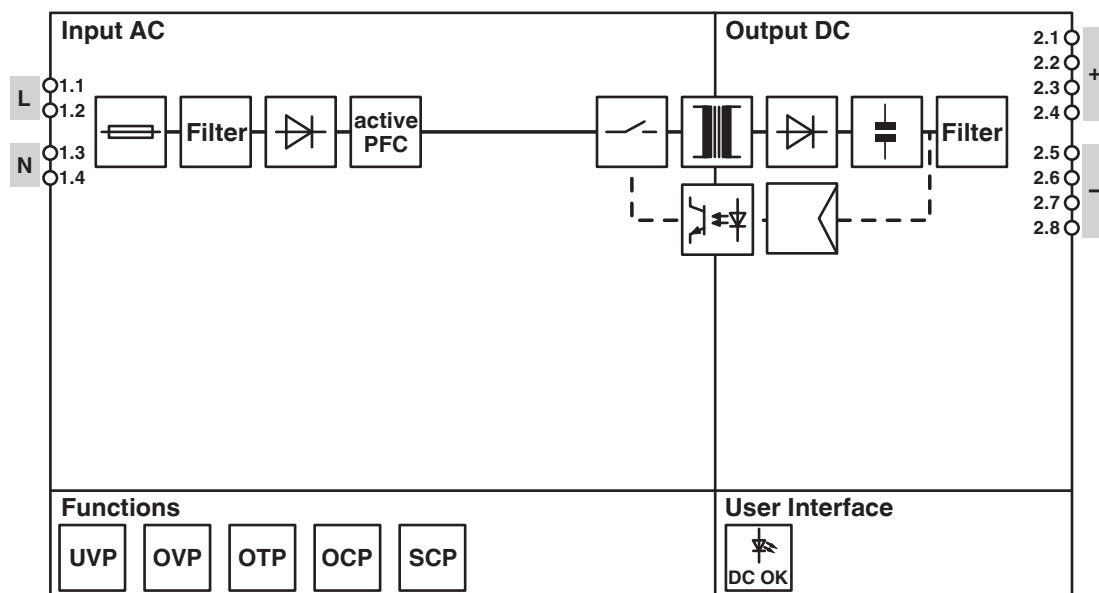 Input AC
Output DC
L
1.1
1.2
N
1.3
1.4
Filter
active
PFC
Filter
2.1
2.2
2.3
2.4
+
2.5
2.6
2.7
2.8
–
Functions
UVP
OVP
OTP
OCP
SCP
User Interface
DC OK